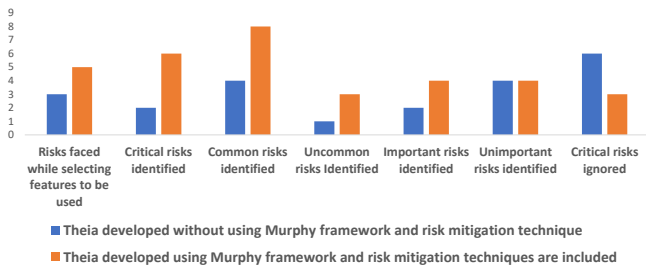 9
8
7
6
5
4
3
2
1
0
Risks faced
while selecting
features to be
used
Critical risks
identified
Common risks
identified
Uncommon
risks Identified
Important risks
identified
Unimportant
risks identified
Critical risks
ignored
Theia developed without using Murphy framework and risk mitigation technique
Theia developed using Murphy framework and risk mitigation techniques are included